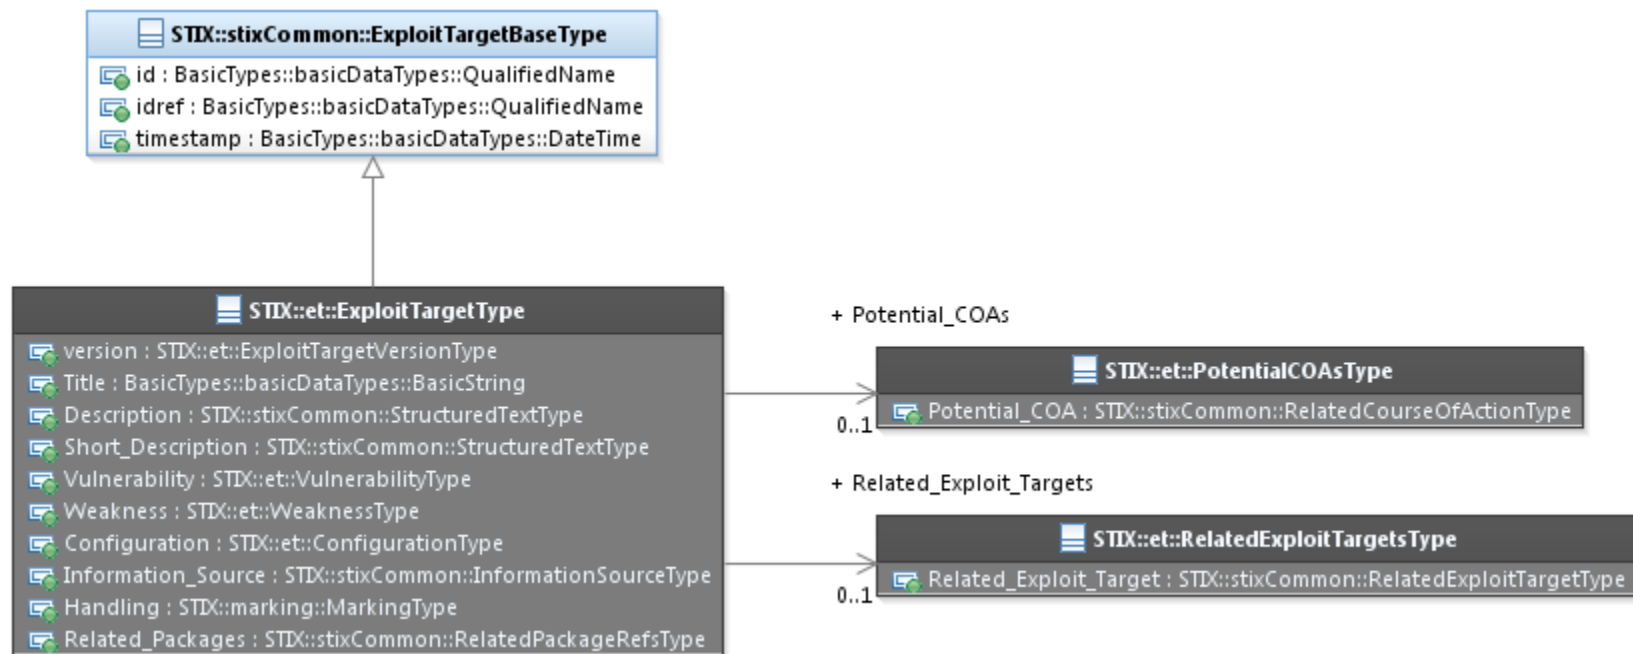 STIX::stixCommon::ExploitTargetBaseType
id : BasicTypes::basicDataTypes::QualifiedName
idref : BasicTypes::basicDataTypes::QualifiedName
timestamp : BasicTypes::basicDataTypes::DateTime
STIX::et::ExploitTargetType
version : STIX::et::ExploitTargetVersionType
Title : BasicTypes::basicDataTypes::BasicString
Description : STIX::stixCommon::StructuredTextType
Short_Description : STIX::stixCommon::StructuredTextType
Vulnerability : STIX::et::VulnerabilityType
Weakness : STIX::et::WeaknessType
Configuration : STIX::et::ConfigurationType
Information_Source : STIX::stixCommon::InformationSourceType
Handling : STIX::marking::MarkingType
Related_Packages : STIX::stixCommon::RelatedPackageRefsType
+ Potential_COAs
STIX::et::PotentialCOAsType
Potential_COA : STIX::stixCommon::RelatedCourseOfActionType
0..1
+ Related_Exploit_Targets
STIX::et::RelatedExploitTargetsType
Related_Exploit_Target : STIX::stixCommon::RelatedExploitTargetType
0..1